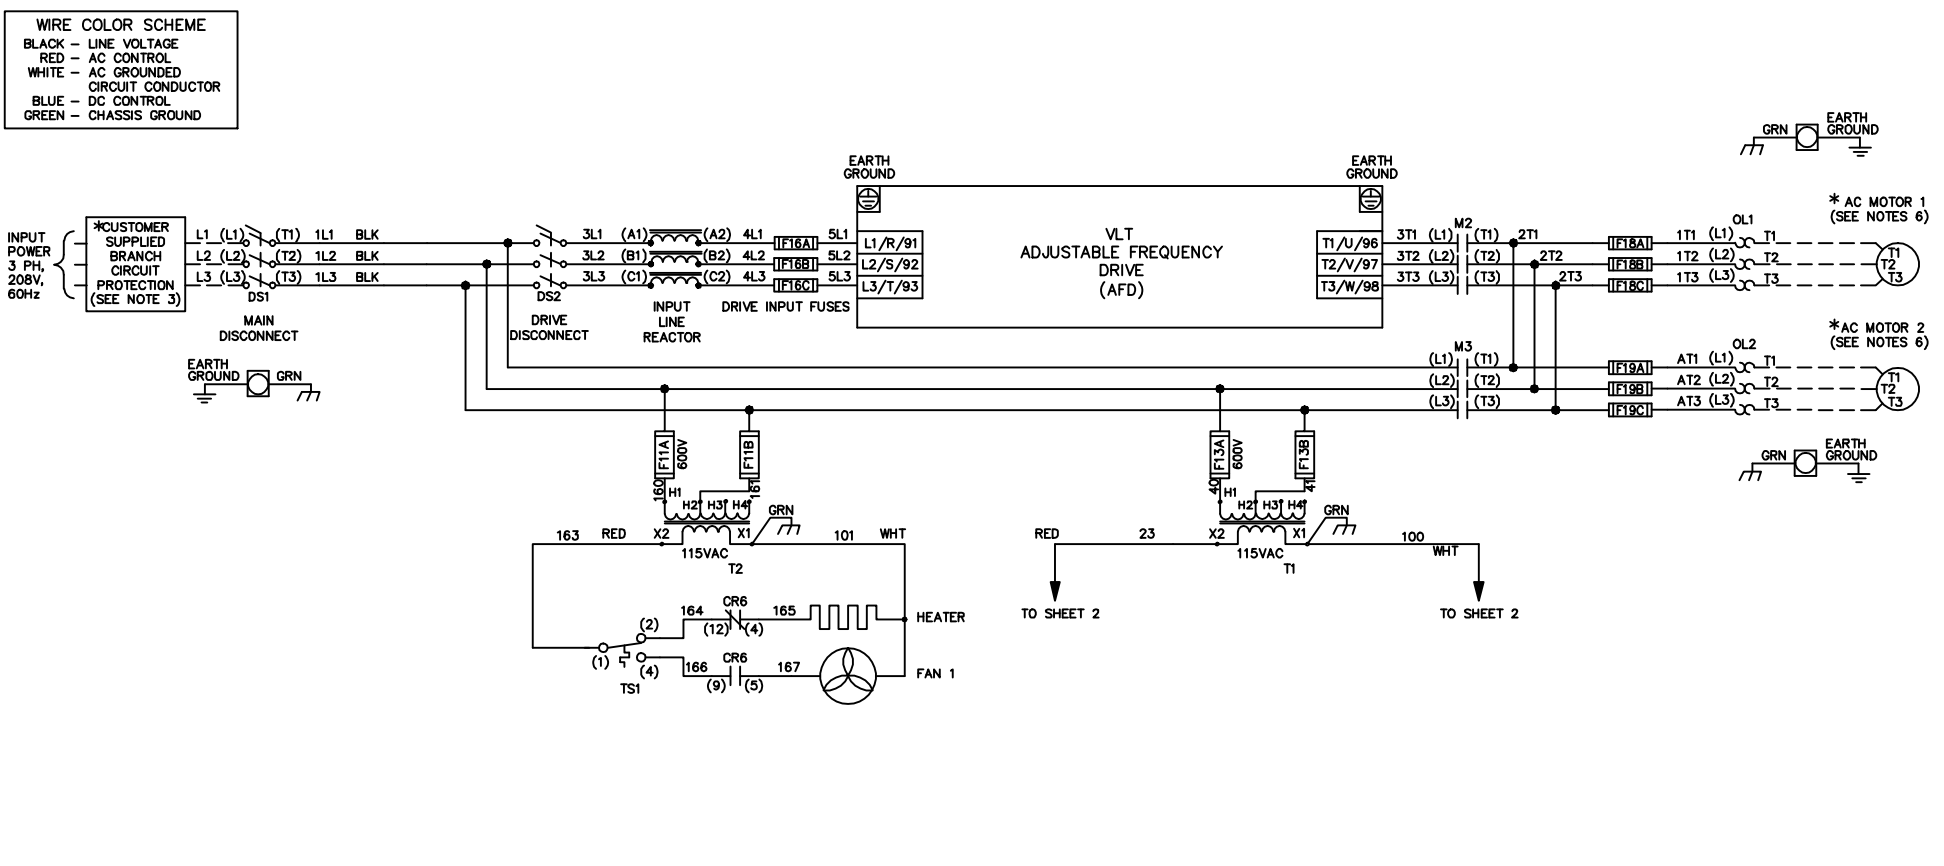 WIRE COLOR SCHEME
BLACK – LINE VOLTAGE
RED – AC CONTROL
WHITE – AC GROUNDED
CIRCUIT CONDUCTOR
BLUE – DC CONTROL
GREEN – CHASSIS GROUND
GRN
EARTH
GROUND
EARTH
GROUND
EARTH
GROUND
INPUT
POWER
3 PH,
208V,
60Hz
*CUSTOMER
SUPPLIED
BRANCH
CIRCUIT
PROTECTION
(SEE NOTE 3)
L1 (L1) (T1) 1L1 BLK
L2 (L2) (T2) 1L2 BLK
L3 (L3) (T3) 1L3 BLK
DS1
MAIN
DISCONNECT
DS2
DRIVE
DISCONNECT
3L1 (A1) (A2) 4L1 F16A 5L1 L1/R/91
3L2 (B1) (B2) 4L2 F16B 5L2 L2/S/92
3L3 (C1) (C2) 4L3 F16C 5L3 L3/T/93
INPUT
LINE
REACTOR
DRIVE INPUT FUSES
VLT
ADJUSTABLE FREQUENCY
DRIVE
(AFD)
M2
T1/U/96 3T1 (L1) (T1) 2T1 F18A 1T1 (L1) T1
T2/V/97 3T2 (L2) (T2) 2T2 F18B 1T2 (L2) T2
T3/W/98 3T3 (L3) (T3) 2T3 F18C 1T3 (L3) T3
OL1
* AC MOTOR 1
(SEE NOTES 6)
T1
T2
T3
EARTH
GROUND
GRN
M3
(L1) (T1) F19A AT1 (L1) T1
(L2) (T2) F19B AT2 (L2) T2
(L3) (T3) F19C AT3 (L3) T3
OL2
* AC MOTOR 2
(SEE NOTES 6)
T1
T2
T3
GRN
EARTH
GROUND
F11A
600V
F11B
160
161
H1
H2 H3 H4
GRN
163 RED X2 X1 101 WHT
115VAC
T2
F13A
600V
F13B
40
41
H1
H2 H3 H4
GRN
RED 23 X2 X1 100
WHT
115VAC
T1
TO SHEET 2
TO SHEET 2
164 CR6 165
(12) (4)
HEATER
(2)
(1)
(4)
TS1
166 CR6 167
(9) (5)
FAN 1